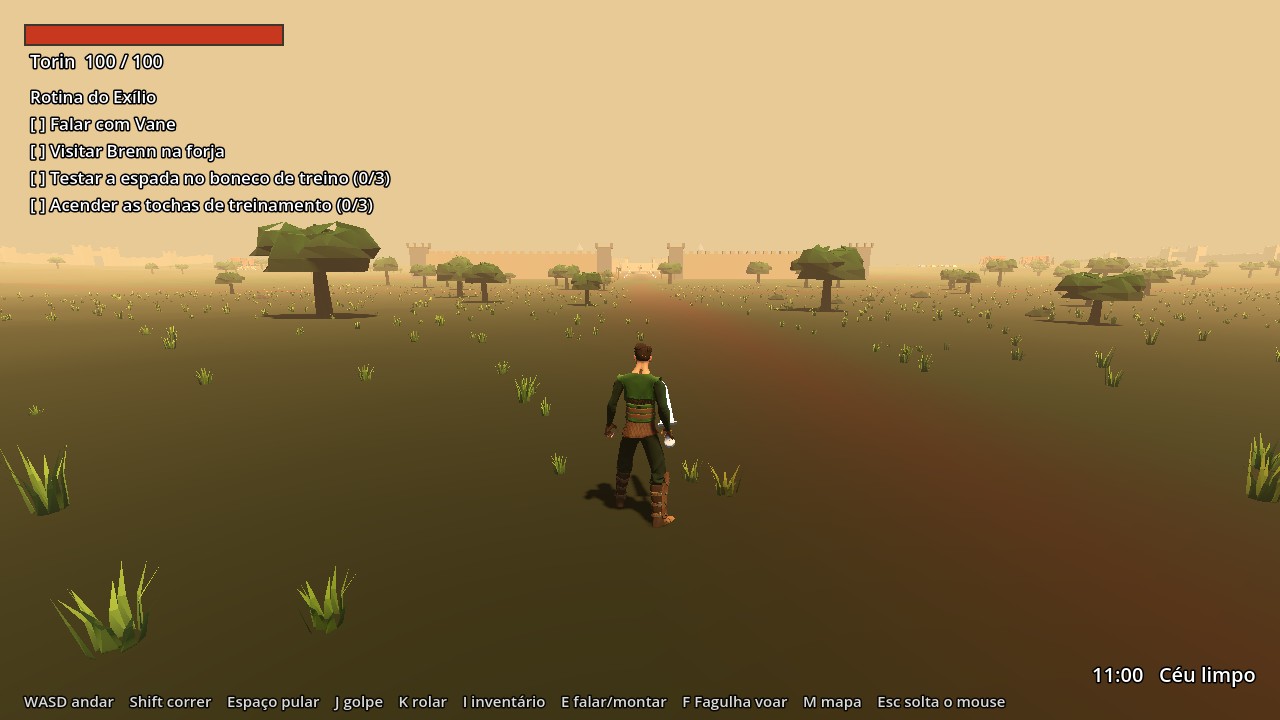 Torin 100 / 100
Rotina do Exílio
[ ] Falar com Vane
[ ] Visitar Brenn na forja
[ ] Testar a espada no boneco de treino (0/3)
[ ] Acender as tochas de treinamento (0/3)
11:00 Céu limpo
WASD andar Shift correr Espaço pular J golpe K rolar I inventário E falar/montar F Fagulha voar M mapa Esc solta o mouse